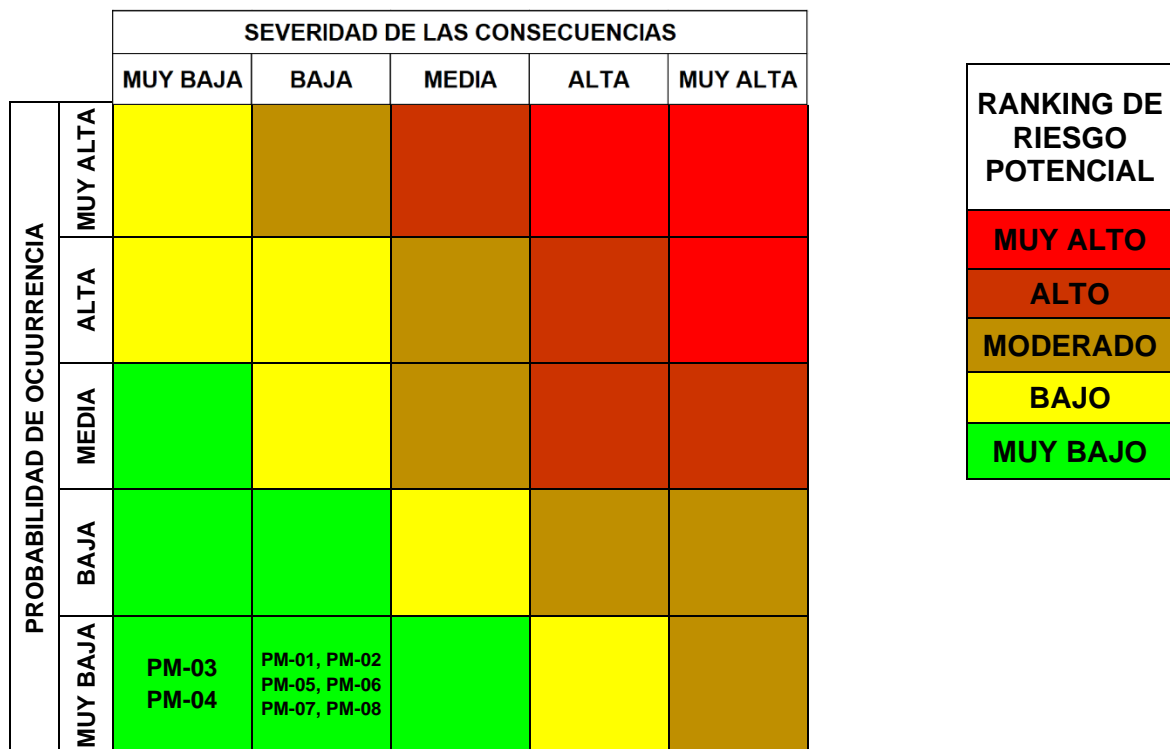 SEVERIDAD DE LAS CONSECUENCIAS
MUY BAJA BAJA MEDIA ALTA MUY ALTA
PROBABILIDAD DE OCUURRENCIA
MUY ALTA
ALTA
MEDIA
BAJA
MUY BAJA
PM-03
PM-04
PM-01, PM-02
PM-05, PM-06
PM-07, PM-08
RANKING DE
RIESGO
POTENCIAL
MUY ALTO
ALTO
MODERADO
BAJO
MUY BAJO